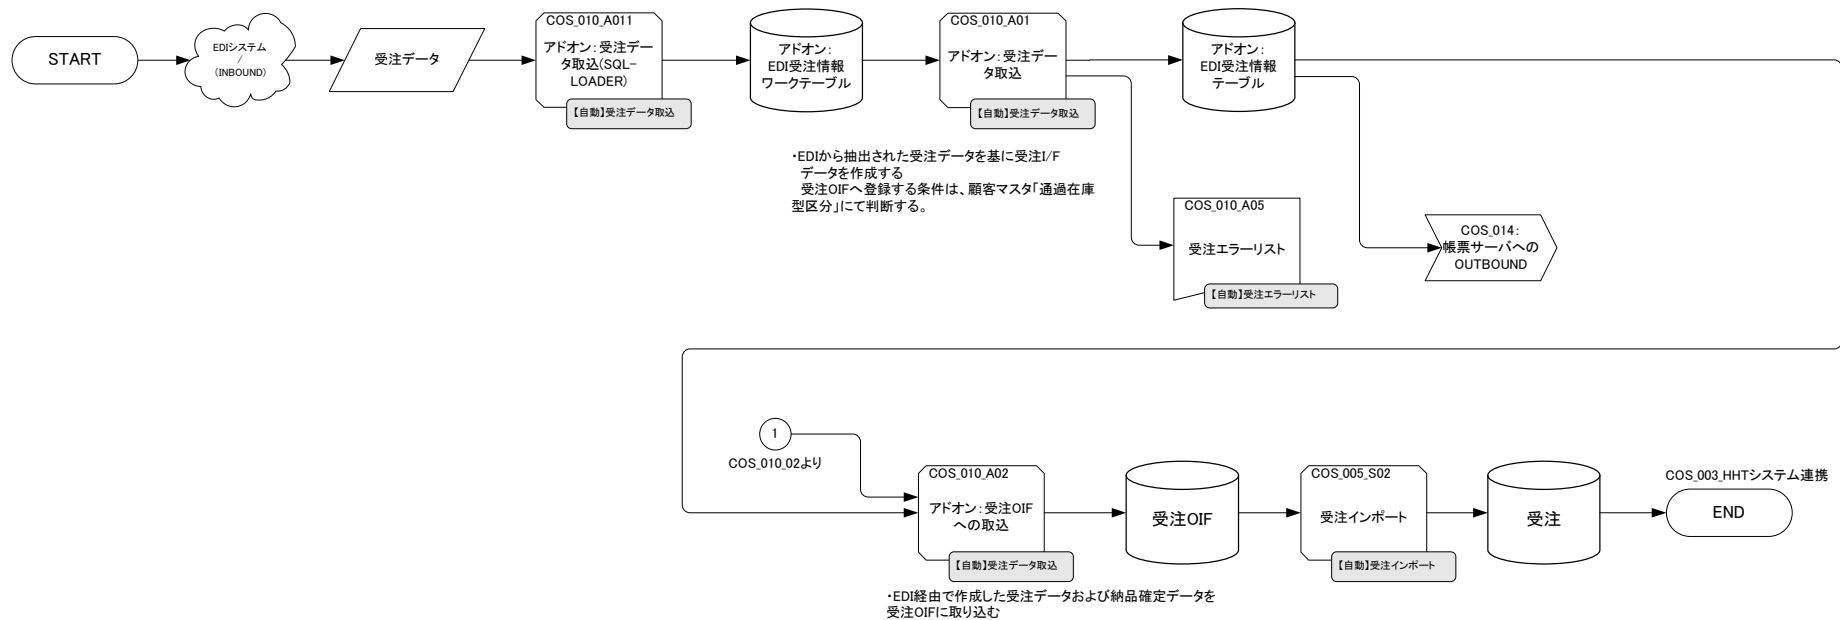 START
EDIシステム
/
(INBOUND)
受注データ
COS_010_A011
アドオン：受注デー
タ取込(SQL-
LOADER)
【自動】受注データ取込
アドオン：
EDI受注情報
ワークテーブル
COS_010_A01
アドオン：受注デー
タ取込
【自動】受注データ取込
アドオン：
EDI受注情報
テーブル
・EDIから抽出された受注データを基に受注I/F
データを作成する
受注OIFへ登録する条件は、顧客マスタ「通過在庫
型区分」にて判断する。
COS_010_A05
受注エラーリスト
【自動】受注エラーリスト
COS_014：
帳票サーバへの
OUTBOUND
1
COS_010_02より
COS_010_A02
アドオン：受注OIF
への取込
【自動】受注データ取込
・EDI経由で作成した受注データおよび納品確定データを
受注OIFに取り込む
受注OIF
COS_005_S02
受注インポート
【自動】受注インポート
受注
COS_003_HHTシステム連携
END